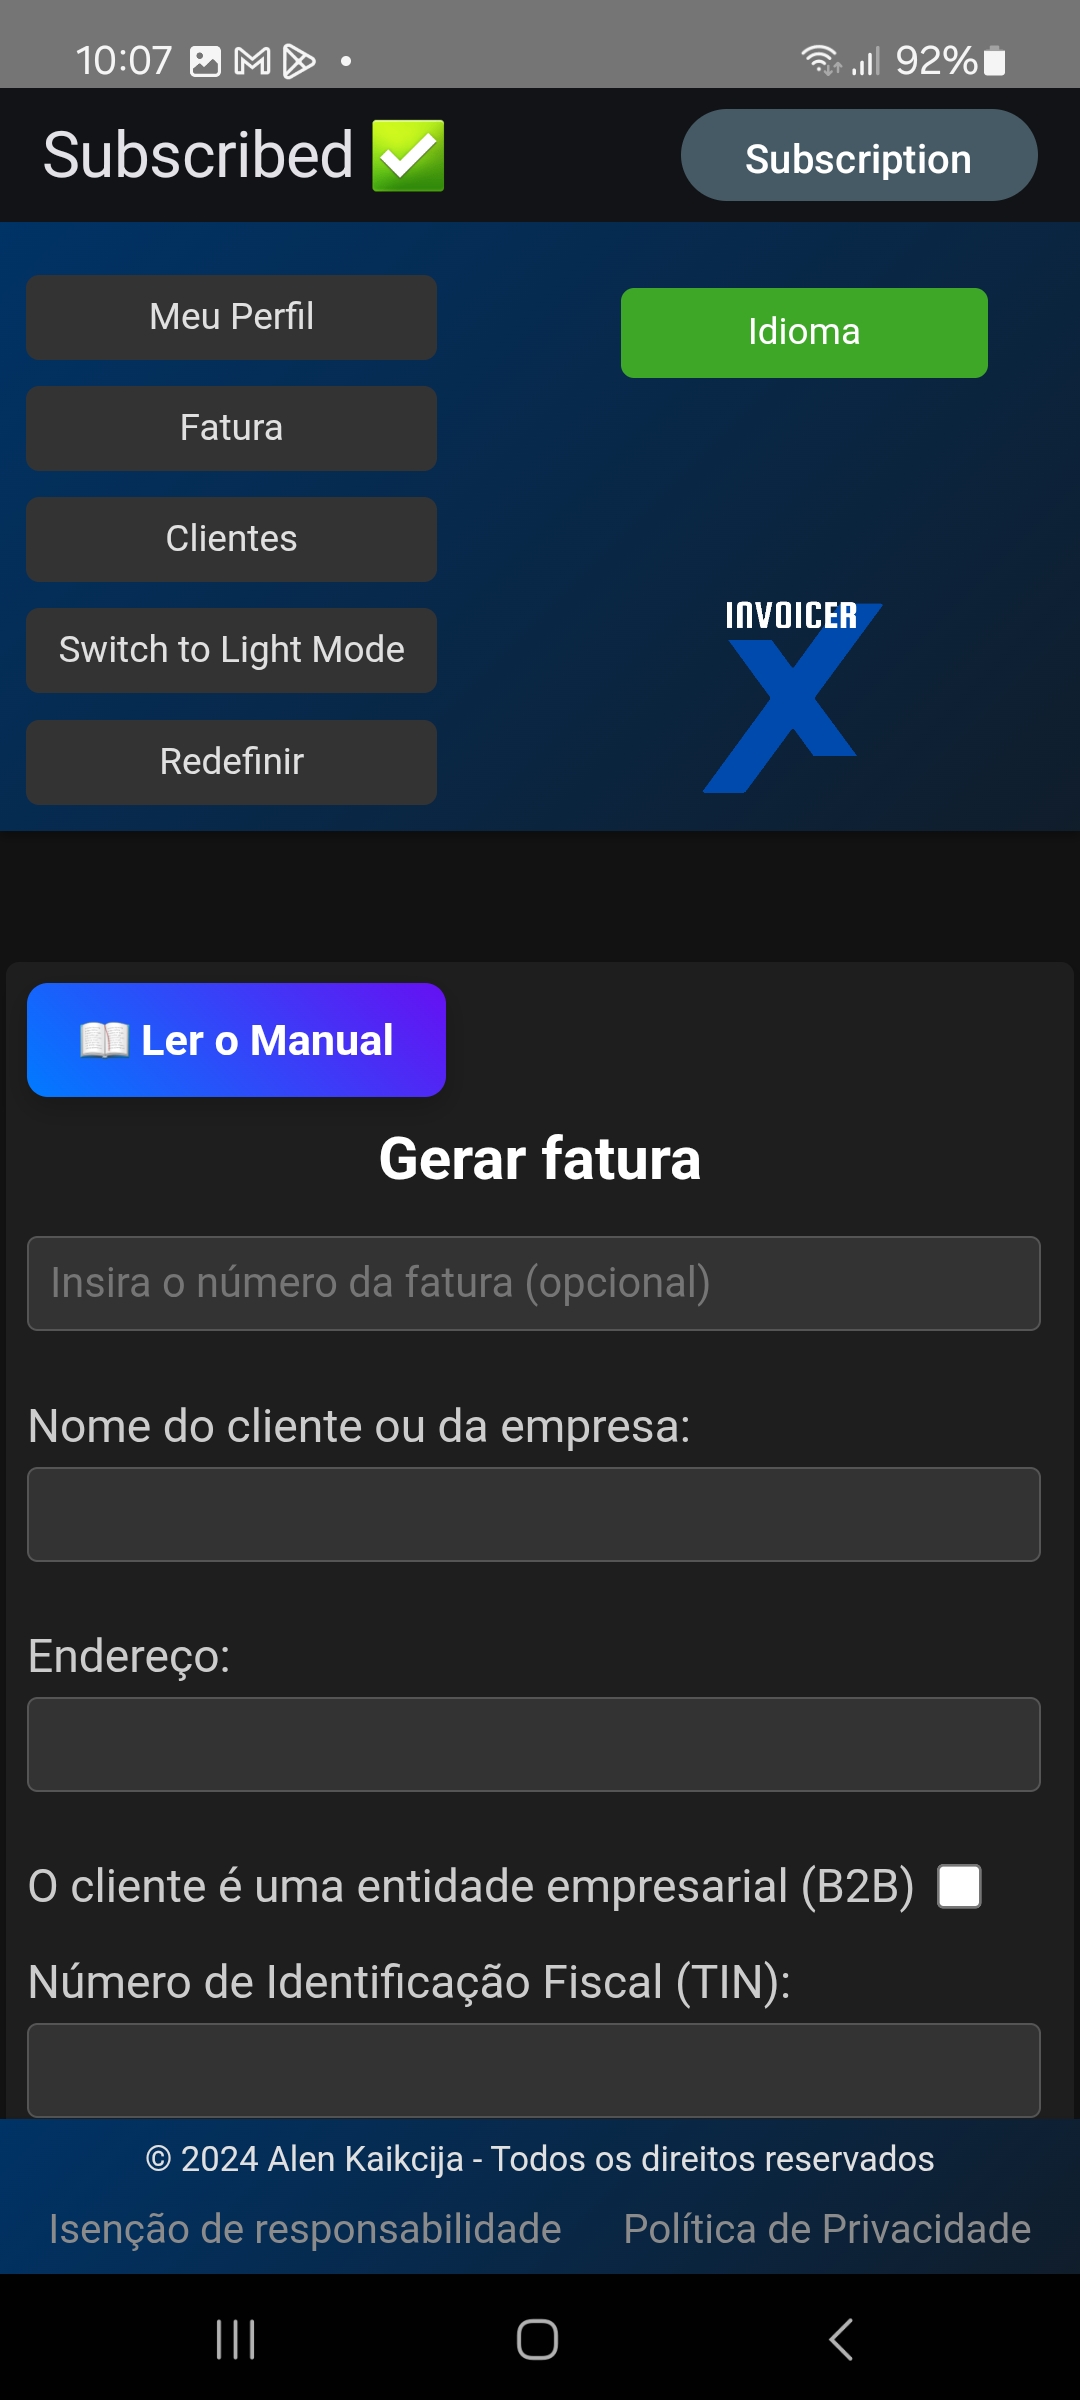 10:07 92%
Subscribed ✅ Subscription
Meu Perfil
Idioma
Fatura
Clientes
Switch to Light Mode
Redefinir
INVOICER
X
📖 Ler o Manual
Gerar fatura
Insira o número da fatura (opcional)
Nome do cliente ou da empresa:
Endereço:
O cliente é uma entidade empresarial (B2B)
Número de Identificação Fiscal (TIN):
© 2024 Alen Kaikcija - Todos os direitos reservados
Isenção de responsabilidade Política de Privacidade